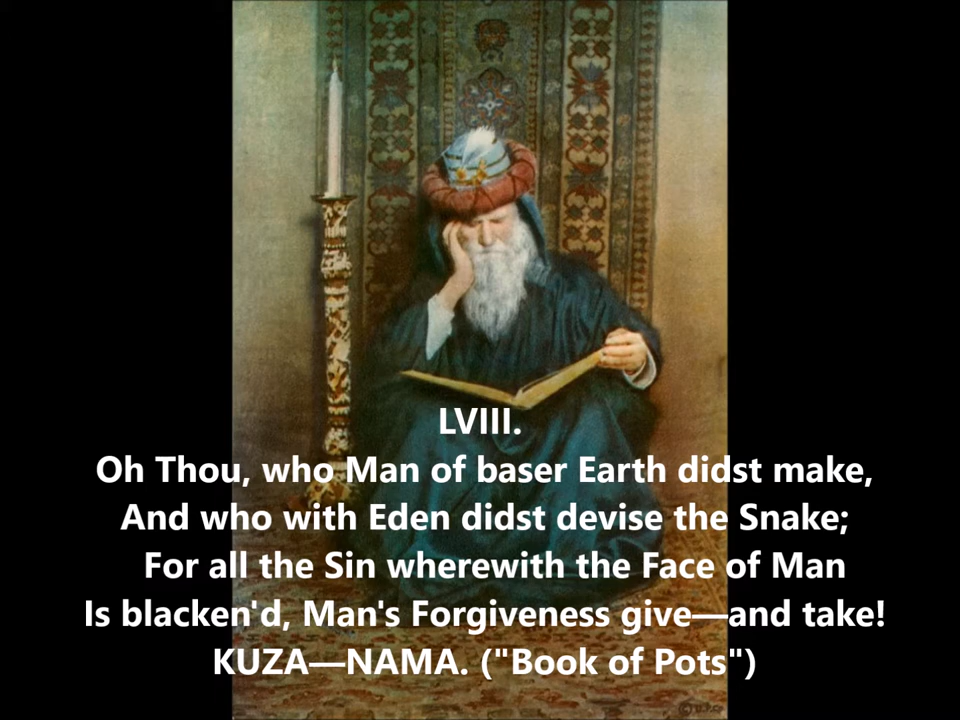 LVIII.
Oh Thou, who Man of baser Earth didst make,
And who with Eden didst devise the Snake;
For all the Sin wherewith the Face of Man
Is blacken'd, Man's Forgiveness give—and take!
KUZA—NAMA. ("Book of Pots")